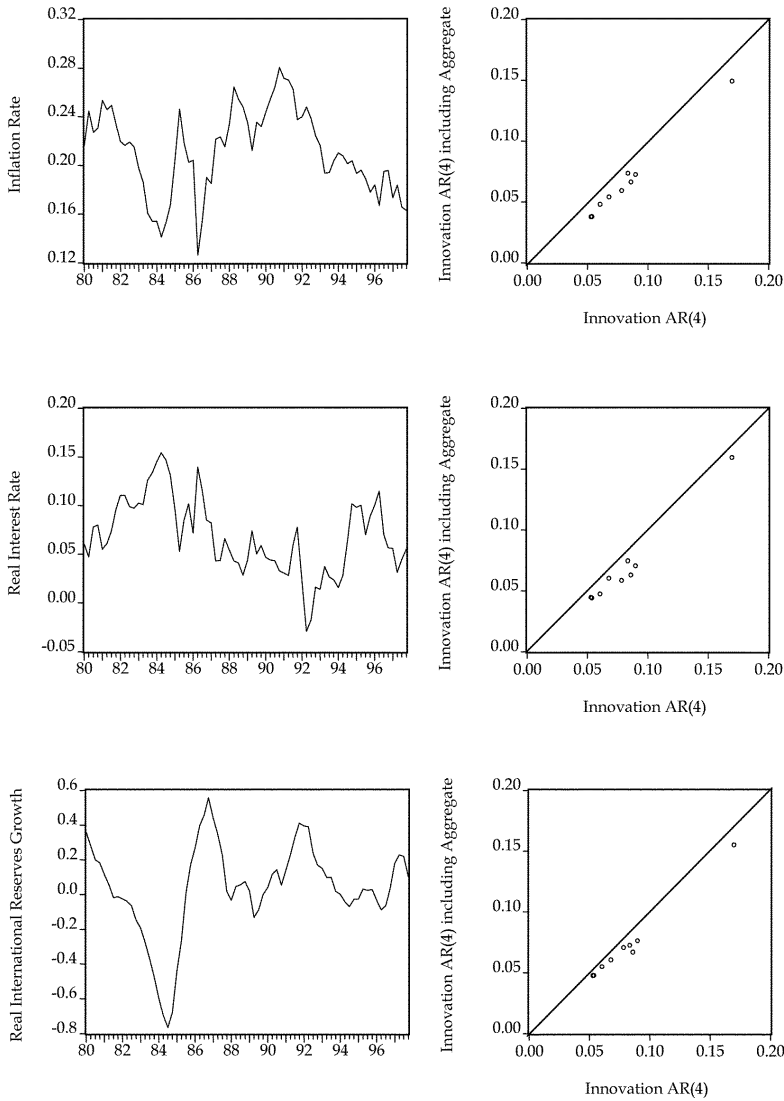 Inflation Rate
0.32
0.28
0.24
0.20
0.16
0.12
80 82 84 86 88 90 92 94 96
Innovation AR(4) including Aggregate
0.20
0.15
0.10
0.05
0.00
0.00 0.05 0.10 0.15 0.20
Innovation AR(4)
Real Interest Rate
0.20
0.15
0.10
0.05
0.00
-0.05
80 82 84 86 88 90 92 94 96
Innovation AR(4) including Aggregate
0.20
0.15
0.10
0.05
0.00
0.00 0.05 0.10 0.15 0.20
Innovation AR(4)
Real International Reserves Growth
0.6
0.4
0.2
0.0
-0.2
-0.4
-0.6
-0.8
80 82 84 86 88 90 92 94 96
Innovation AR(4) including Aggregate
0.20
0.15
0.10
0.05
0.00
0.00 0.05 0.10 0.15 0.20
Innovation AR(4)